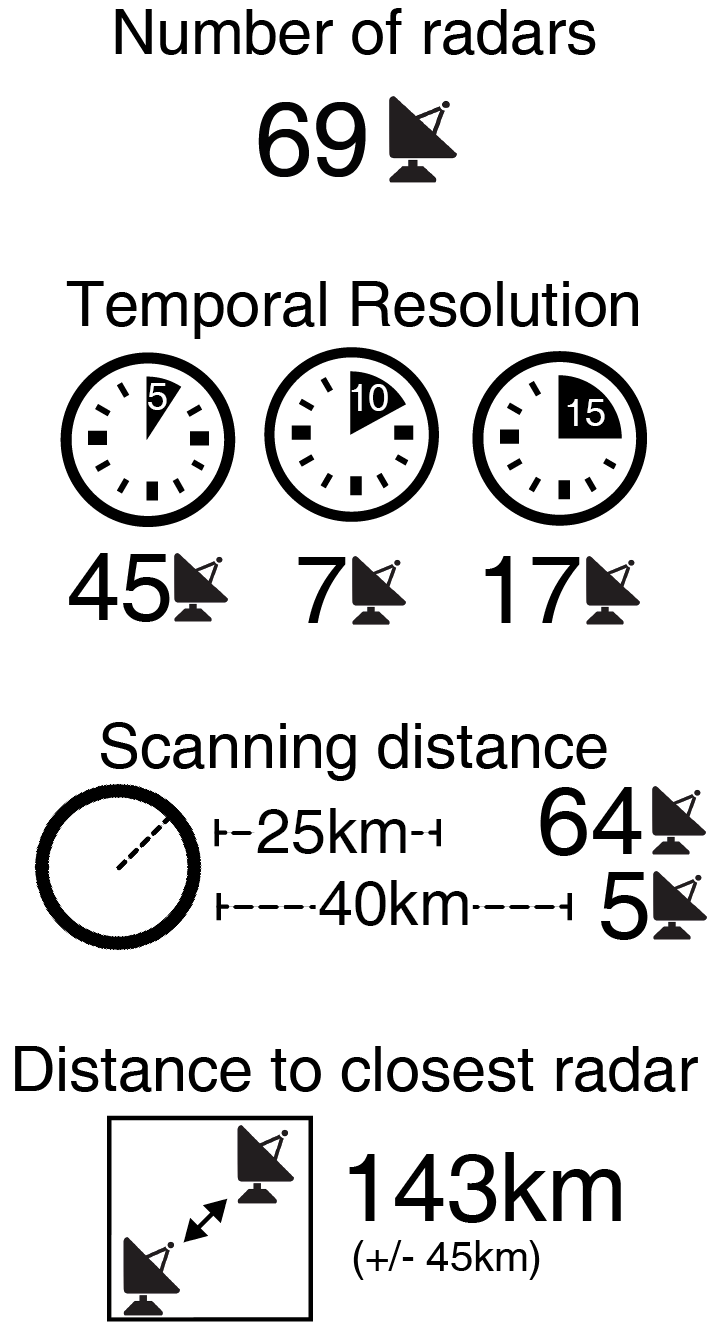 Number of radars
69
Temporal Resolution
5 10 15
45 7 17
Scanning distance
25km 64
40km 5
Distance to closest radar
143km
(+/- 45km)